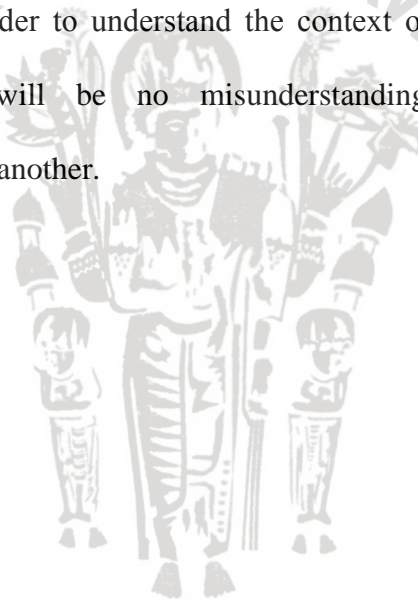 der to understand the context o
will be no misunderstanding
another.